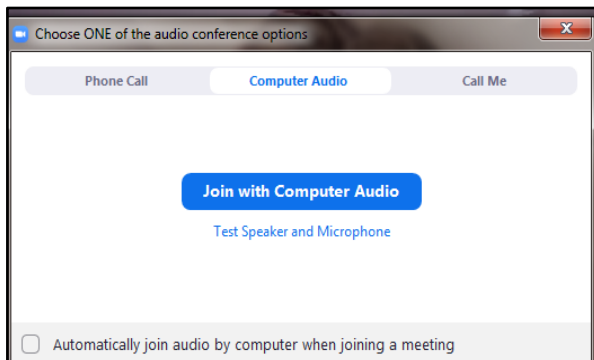 Choose ONE of the audio conference options
Phone Call Computer Audio Call Me
Join with Computer Audio
Test Speaker and Microphone
Automatically join audio by computer when joining a meeting